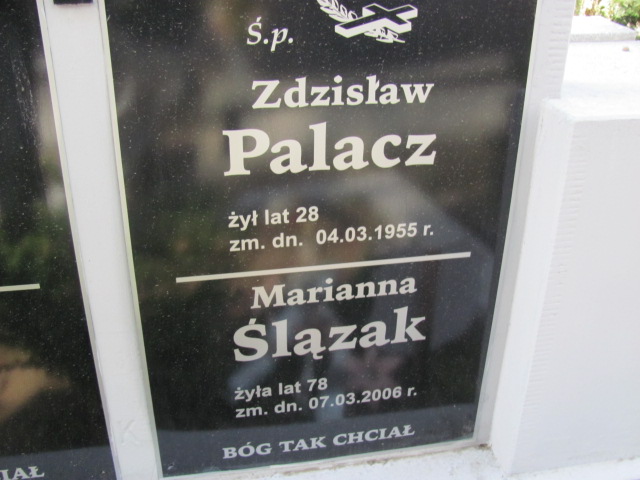 Ś.p.
Zdzisław
Palacz
żył lat 28
zm. dn. 04.03.1955 r.
Marianna
Ślązak
żyła lat 78
zm. dn. 07.03.2006 r.
BÓG TAK CHCIAŁ
IAŁ